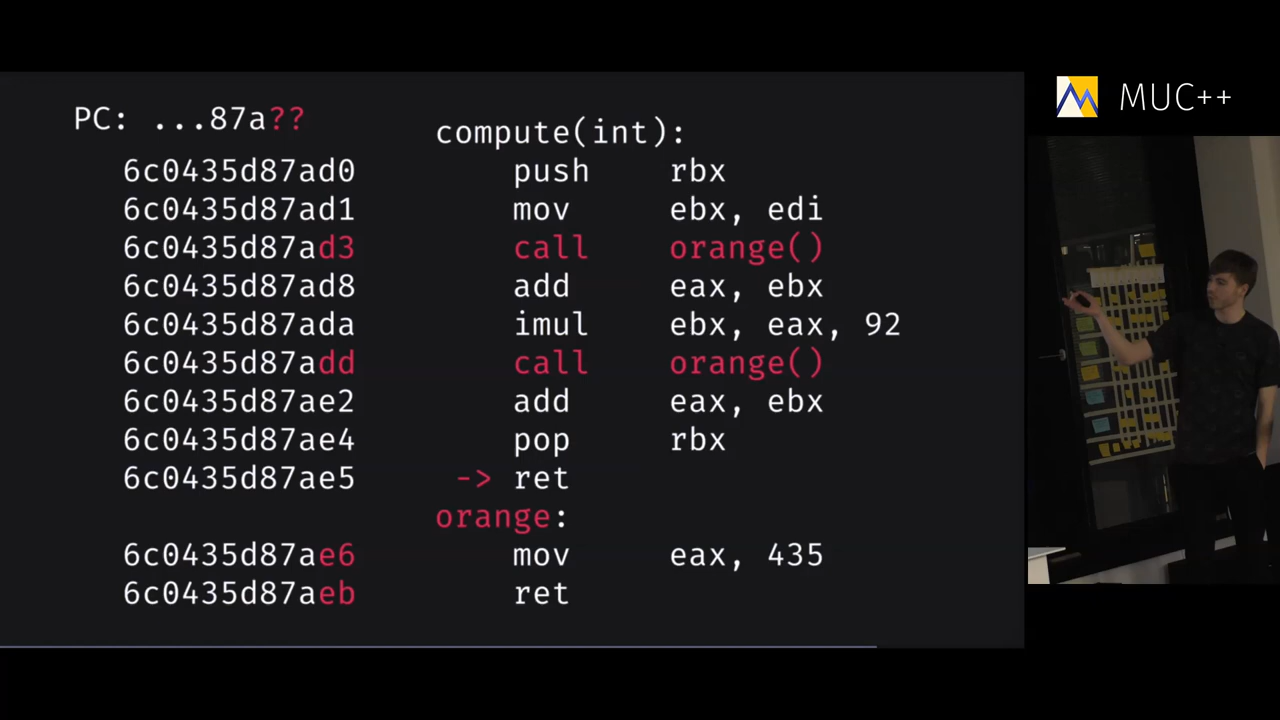 PC: ...87a??
compute(int):
6c0435d87ad0 push rbx
6c0435d87ad1 mov ebx, edi
6c0435d87ad3 call orange()
6c0435d87ad8 add eax, ebx
6c0435d87ada imul ebx, eax, 92
6c0435d87add call orange()
6c0435d87ae2 add eax, ebx
6c0435d87ae4 pop rbx
6c0435d87ae5 -> ret
orange:
6c0435d87ae6 mov eax, 435
6c0435d87aeb ret
MUC++